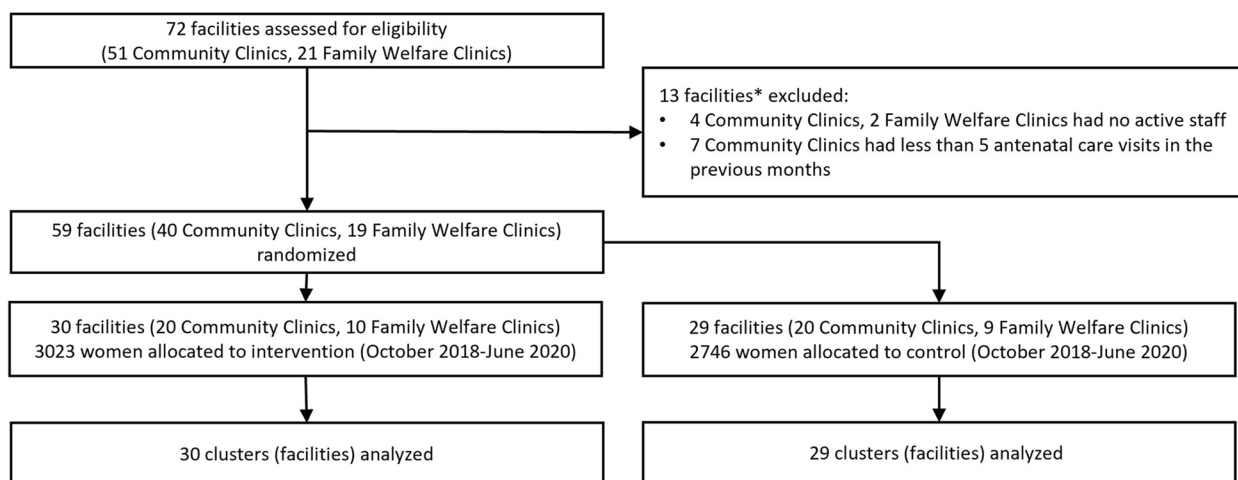 72 facilities assessed for eligibility
(51 Community Clinics, 21 Family Welfare Clinics)
13 facilities* excluded:
• 4 Community Clinics, 2 Family Welfare Clinics had no active staff
• 7 Community Clinics had less than 5 antenatal care visits in the
previous months
59 facilities (40 Community Clinics, 19 Family Welfare Clinics)
randomized
30 facilities (20 Community Clinics, 10 Family Welfare Clinics)
3023 women allocated to intervention (October 2018-June 2020)
29 facilities (20 Community Clinics, 9 Family Welfare Clinics)
2746 women allocated to control (October 2018-June 2020)
30 clusters (facilities) analyzed
29 clusters (facilities) analyzed